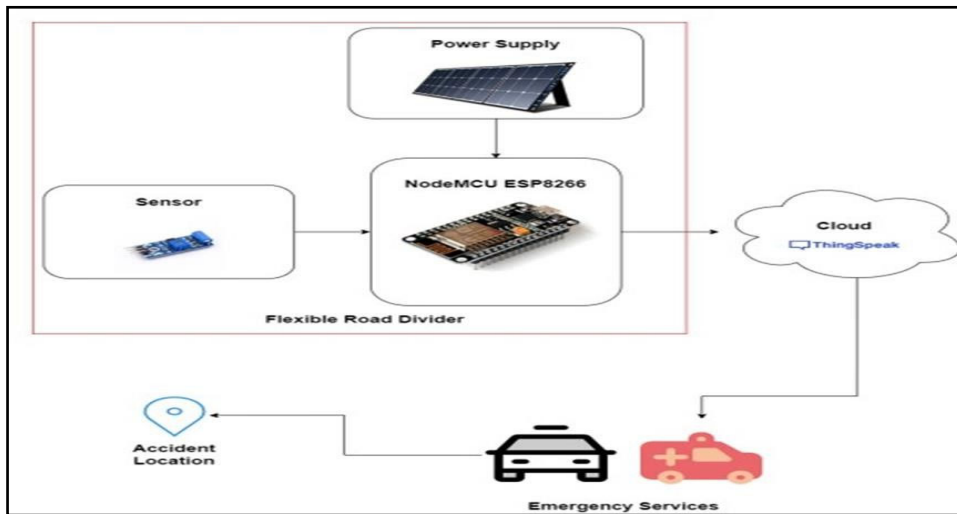 Power Supply
NodeMCU ESP8266
Sensor
Cloud
ThingSpeak
Flexible Road Divider
Accident
Location
Emergency Services